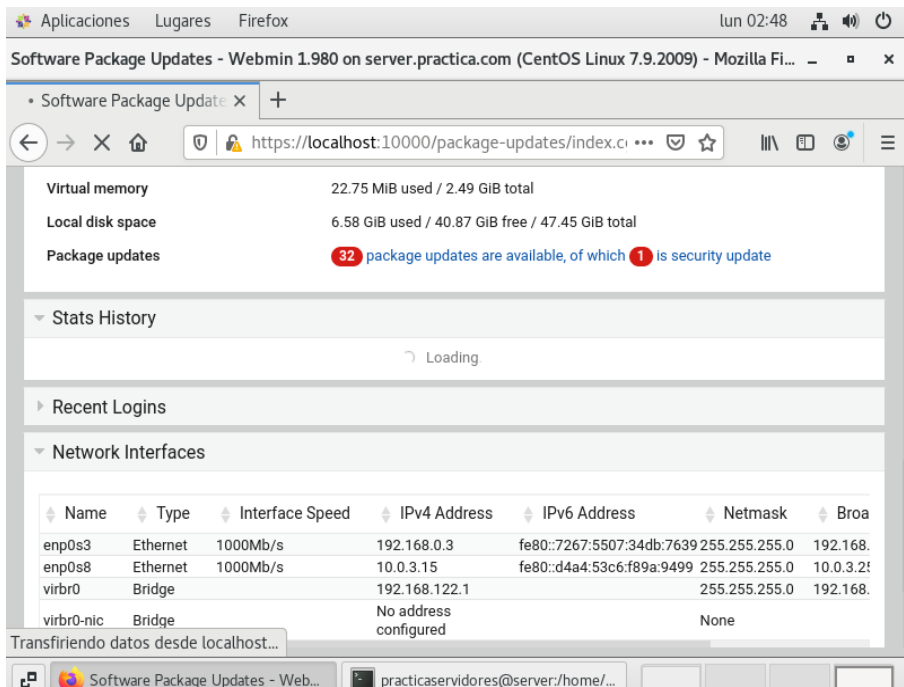 Aplicaciones Lugares Firefox lun 02:48
Software Package Updates - Webmin 1.980 on server.practica.com (CentOS Linux 7.9.2009) - Mozilla Fi...
• Software Package Update
https://localhost:10000/package-updates/index.c
Virtual memory 22.75 MiB used / 2.49 GiB total
Local disk space 6.58 GiB used / 40.87 GiB free / 47.45 GiB total
Package updates 32 package updates are available, of which 1 is security update
Stats History
Loading.
Recent Logins
Network Interfaces
Name Type Interface Speed IPv4 Address IPv6 Address Netmask Broa
enp0s3 Ethernet 1000Mb/s 192.168.0.3 fe80::7267:5507:34db:7639 255.255.255.0 192.168.
enp0s8 Ethernet 1000Mb/s 10.0.3.15 fe80::d4a4:53c6:f89a:9499 255.255.255.0 10.0.3.25
virbr0 Bridge 192.168.122.1 255.255.255.0 192.168.
virbr0-nic Bridge No address configured None
Transfiriendo datos desde localhost...
Software Package Updates - Web... practicaservidores@server:/home/...